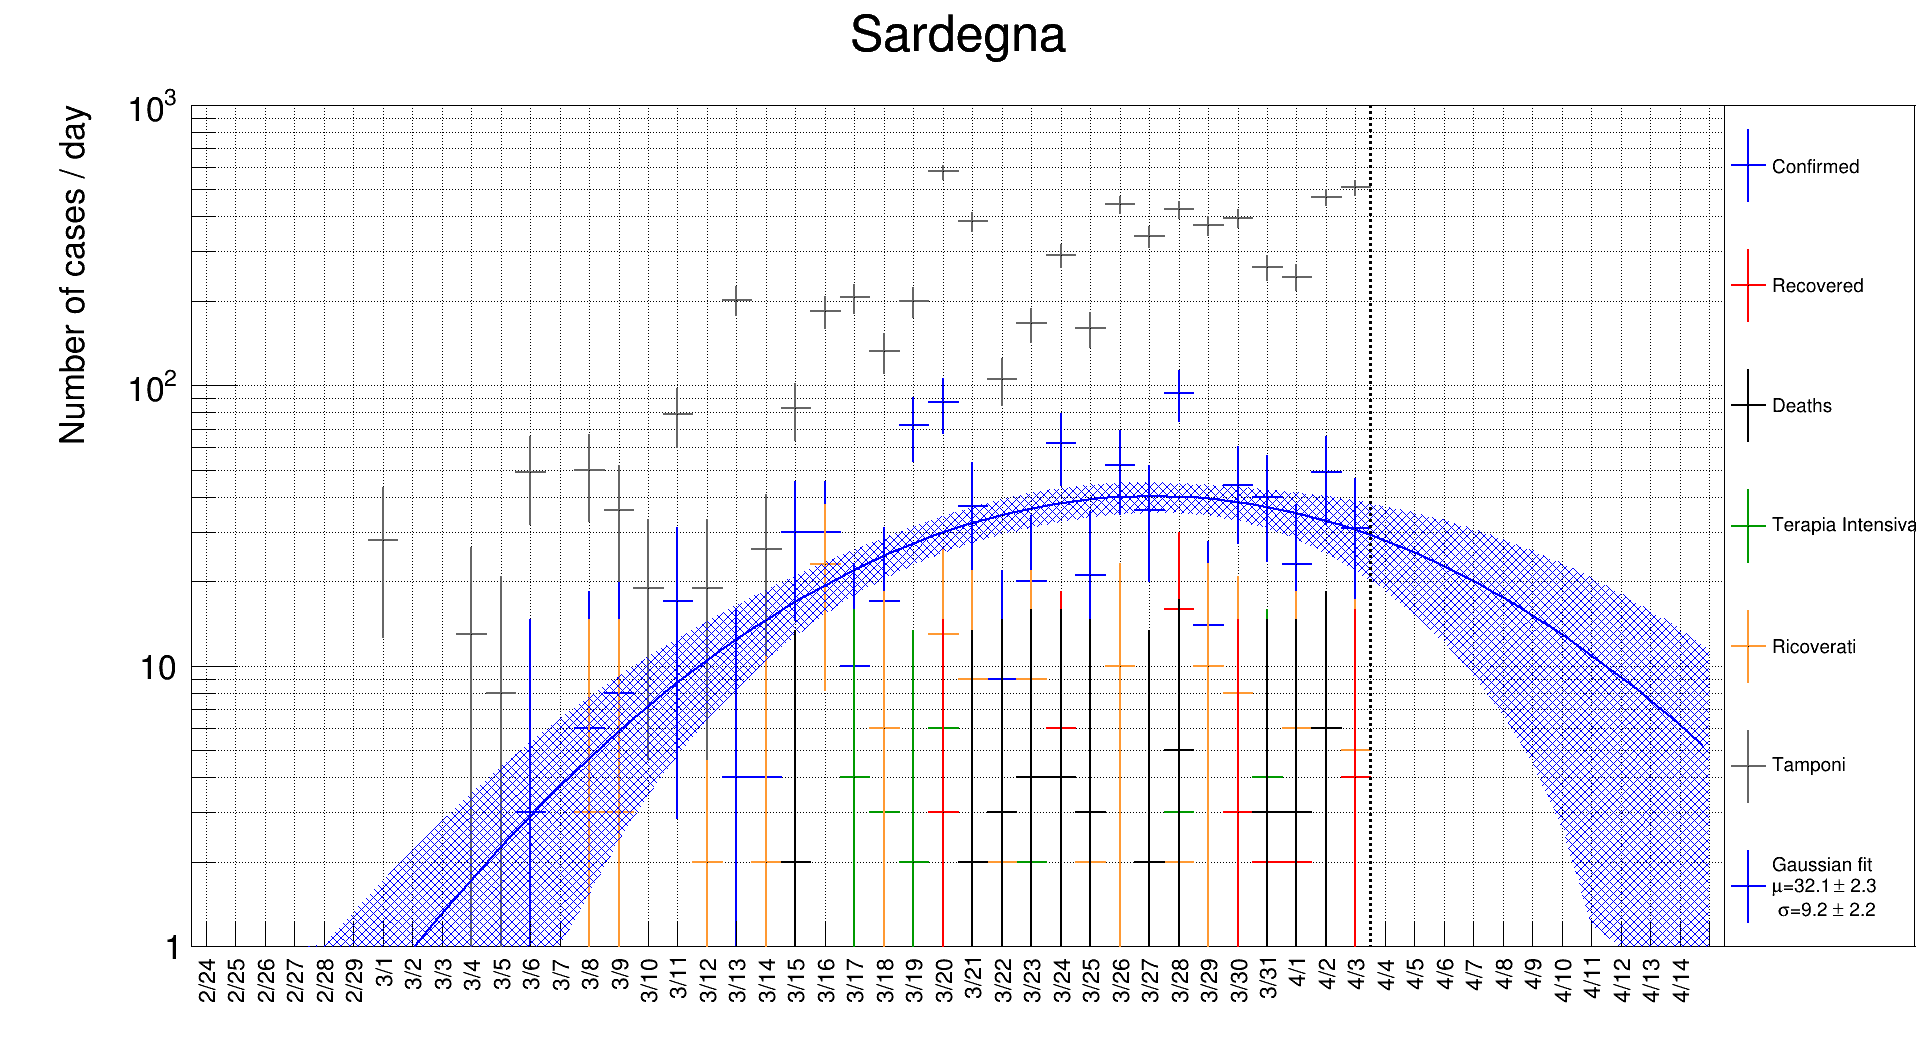 Sardegna
Number of cases / day
10³
10²
10
1
2/24 2/25 2/26 2/27 2/28 2/29 3/1 3/2 3/3 3/4 3/5 3/6 3/7 3/8 3/9 3/10 3/11 3/12 3/13 3/14 3/15 3/16 3/17 3/18 3/19 3/20 3/21 3/22 3/23 3/24 3/25 3/26 3/27 3/28 3/29 3/30 3/31 4/1 4/2 4/3 4/4 4/5 4/6 4/7 4/8 4/9 4/10 4/11 4/12 4/13 4/14
Confirmed
Recovered
Deaths
Terapia Intensiva
Ricoverati
Tamponi
Gaussian fit
μ=32.1 ± 2.3
σ=9.2 ± 2.2